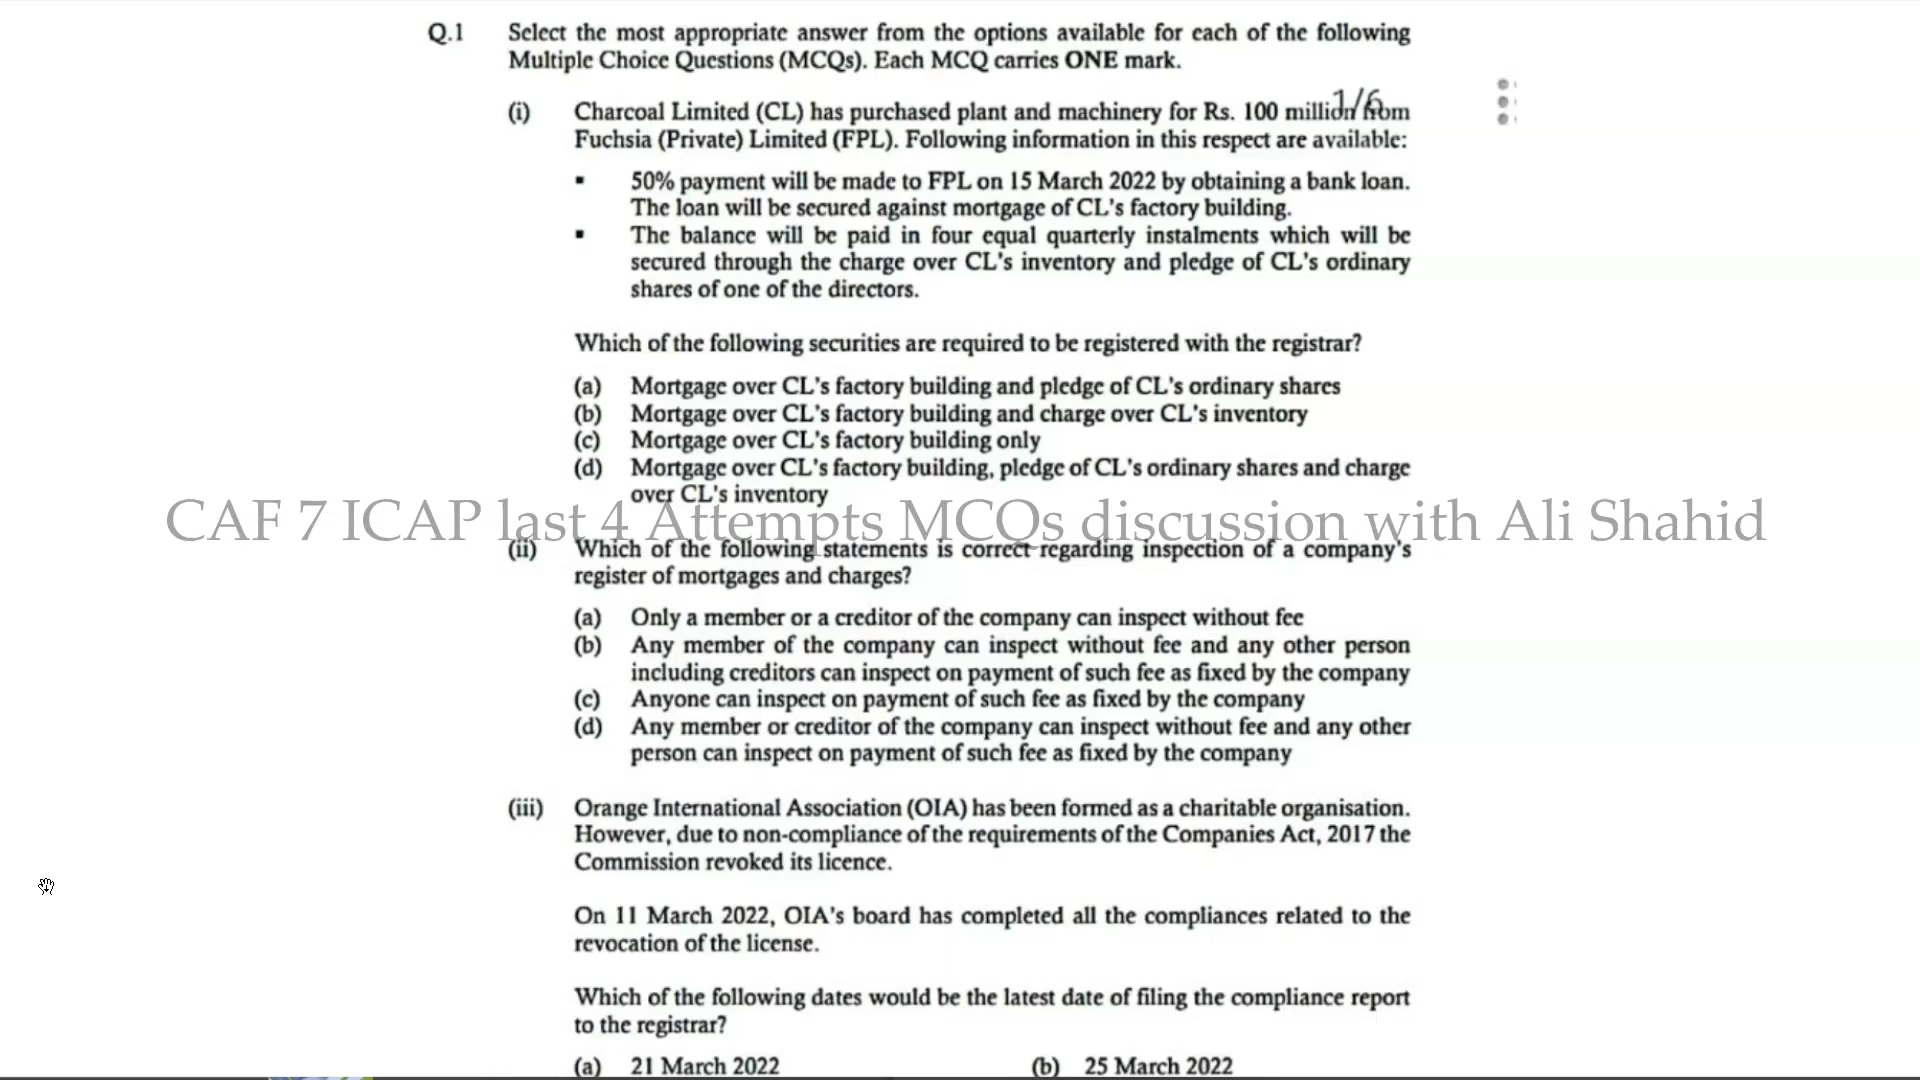 Q.1 Select the most appropriate answer from the options available for each of the following
Multiple Choice Questions (MCQs). Each MCQ carries ONE mark.
1/6
(i) Charcoal Limited (CL) has purchased plant and machinery for Rs. 100 million from
Fuchsia (Private) Limited (FPL). Following information in this respect are available:
▪ 50% payment will be made to FPL on 15 March 2022 by obtaining a bank loan.
The loan will be secured against mortgage of CL's factory building.
▪ The balance will be paid in four equal quarterly instalments which will be
secured through the charge over CL's inventory and pledge of CL's ordinary
shares of one of the directors.
Which of the following securities are required to be registered with the registrar?
(a) Mortgage over CL's factory building and pledge of CL's ordinary shares
(b) Mortgage over CL's factory building and charge over CL's inventory
(c) Mortgage over CL's factory building only
(d) Mortgage over CL's factory building, pledge of CL's ordinary shares and charge
over CL's inventory
CAF 7 ICAP last 4 Attempts MCQs discussion with Ali Shahid
(ii) Which of the following statements is correct regarding inspection of a company's
register of mortgages and charges?
(a) Only a member or a creditor of the company can inspect without fee
(b) Any member of the company can inspect without fee and any other person
including creditors can inspect on payment of such fee as fixed by the company
(c) Anyone can inspect on payment of such fee as fixed by the company
(d) Any member or creditor of the company can inspect without fee and any other
person can inspect on payment of such fee as fixed by the company
(iii) Orange International Association (OIA) has been formed as a charitable organisation.
However, due to non-compliance of the requirements of the Companies Act, 2017 the
Commission revoked its licence.
On 11 March 2022, OIA's board has completed all the compliances related to the
revocation of the license.
Which of the following dates would be the latest date of filing the compliance report
to the registrar?
(a) 21 March 2022 (b) 25 March 2022